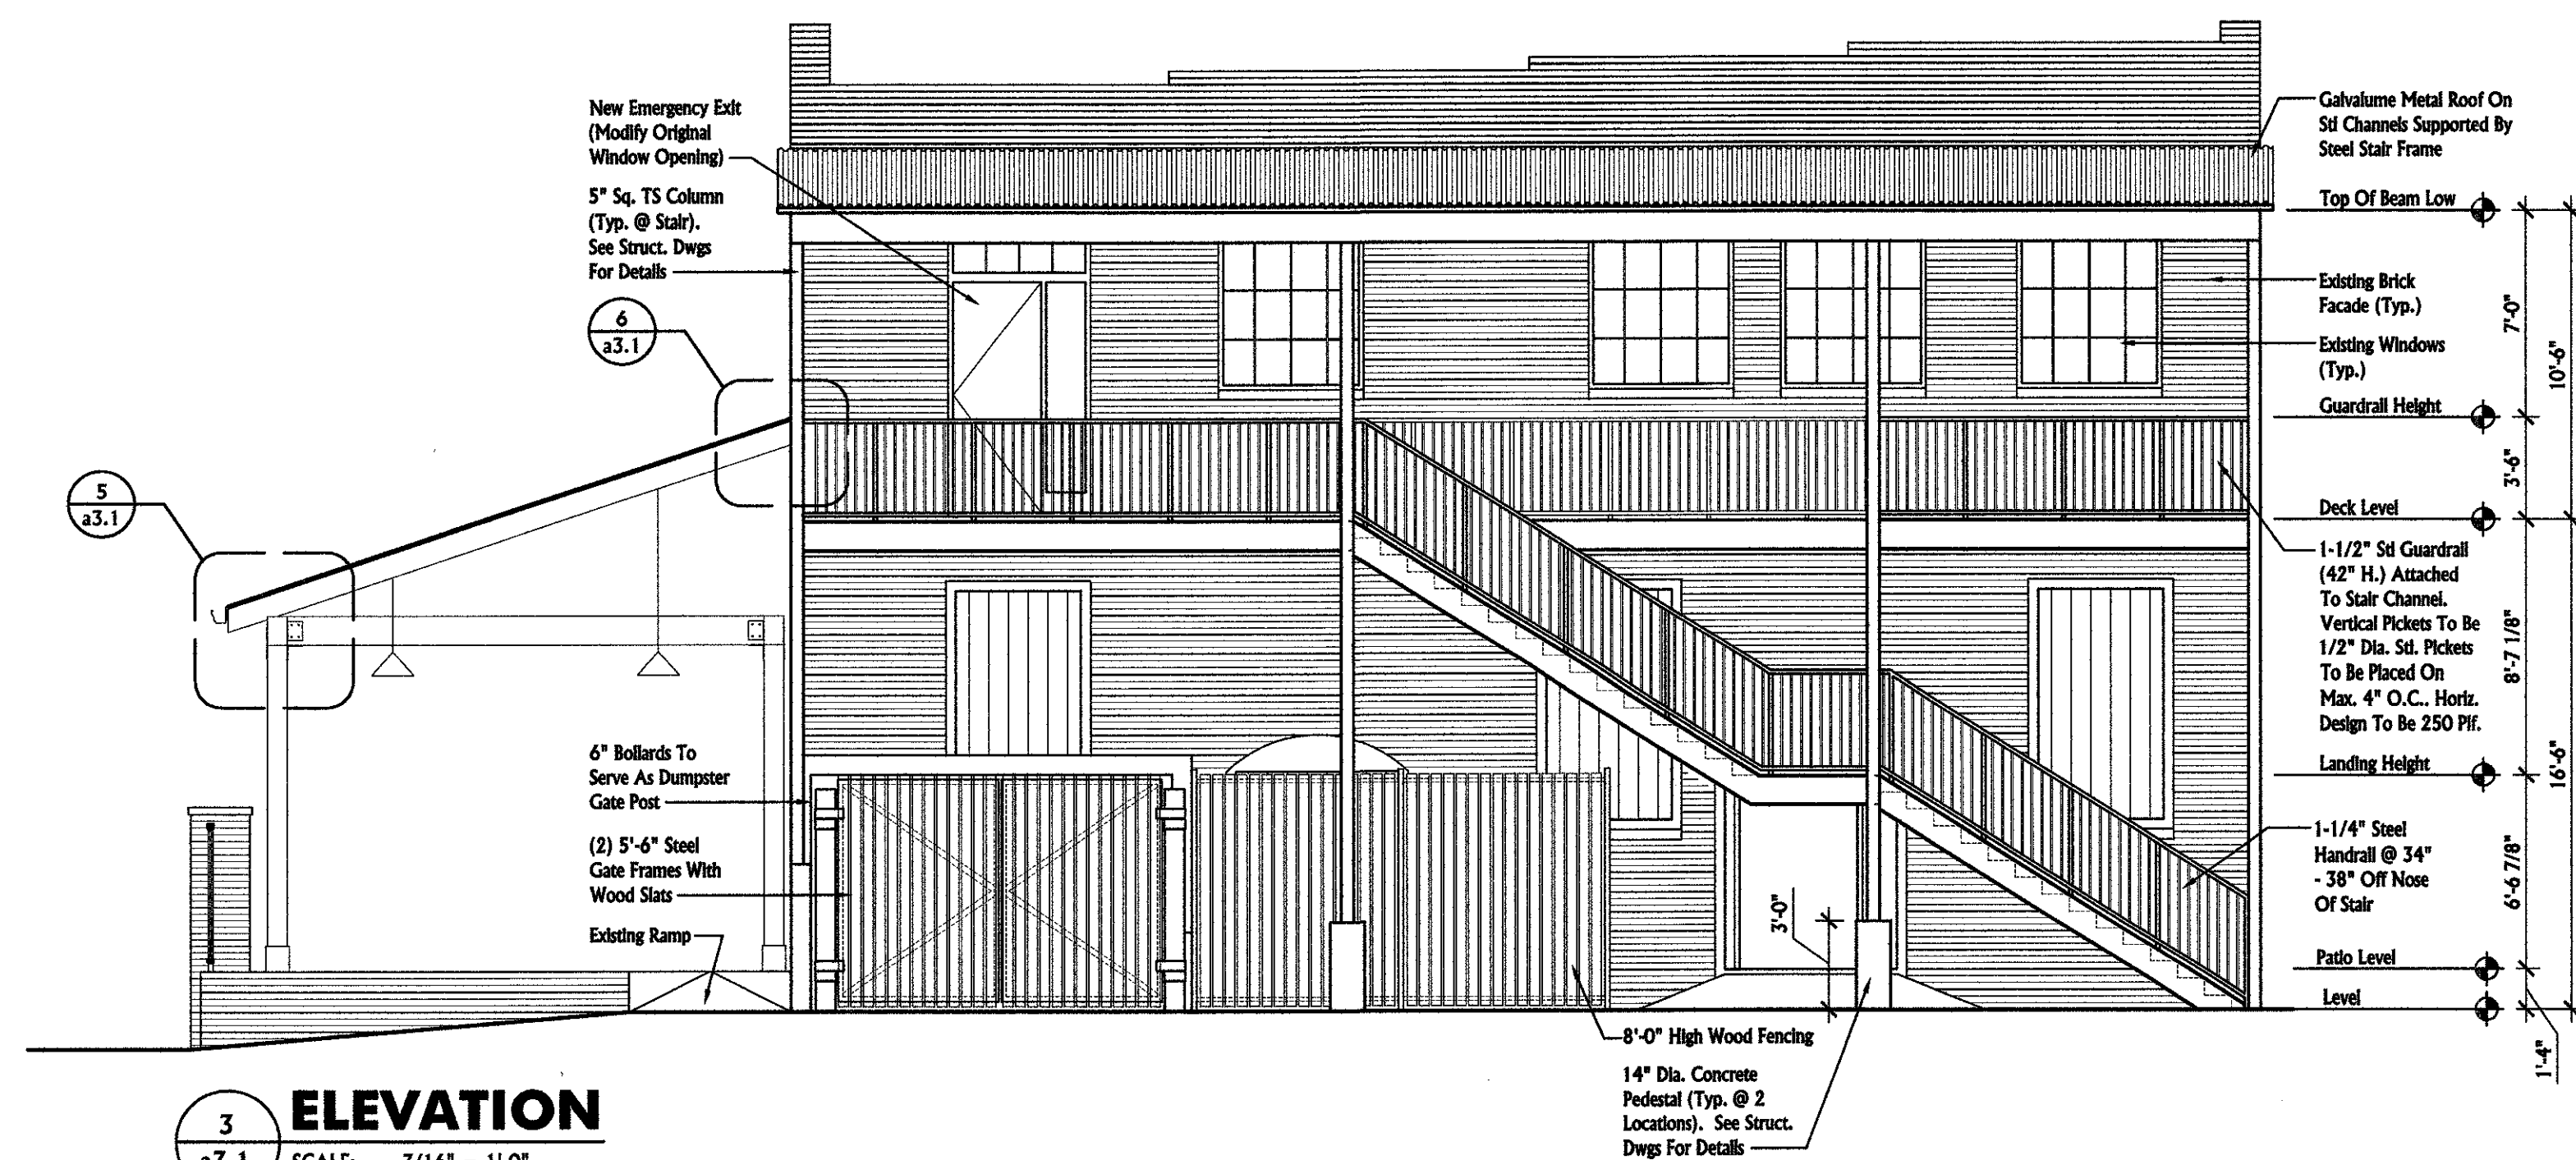 New Emergency Exit
(Modify Original
Window Opening)
5" Sq. TS Column
(Typ. @ Stair).
See Struct. Dwgs
For Details
6
a3.1
5
a3.1
6" Bollards To
Serve As Dumpster
Gate Post
(2) 5'-6" Steel
Gate Frames With
Wood Slats
Existing Ramp
Galvalume Metal Roof On
Stl Channels Supported By
Steel Stair Frame
Top Of Beam Low
Existing Brick
Facade (Typ.)
Existing Windows
(Typ.)
Guardrail Height
Deck Level
1-1/2" Stl Guardrail
(42" H.) Attached
To Stair Channel.
Vertical Pickets To Be
1/2" Dia. Stl. Pickets
To Be Placed On
Max. 4" O.C.. Horiz.
Design To Be 250 Plf.
Landing Height
1-1/4" Steel
Handrail @ 34"
- 38" Off Nose
Of Stair
Patio Level
Level
7'-0"
10'-6"
3'-6"
8'-7 1/8"
16'-6"
6'-6 7/8"
1'-4"
3'-0"
8'-0" High Wood Fencing
14" Dia. Concrete
Pedestal (Typ. @ 2
Locations). See Struct.
Dwgs For Details
3
ELEVATION